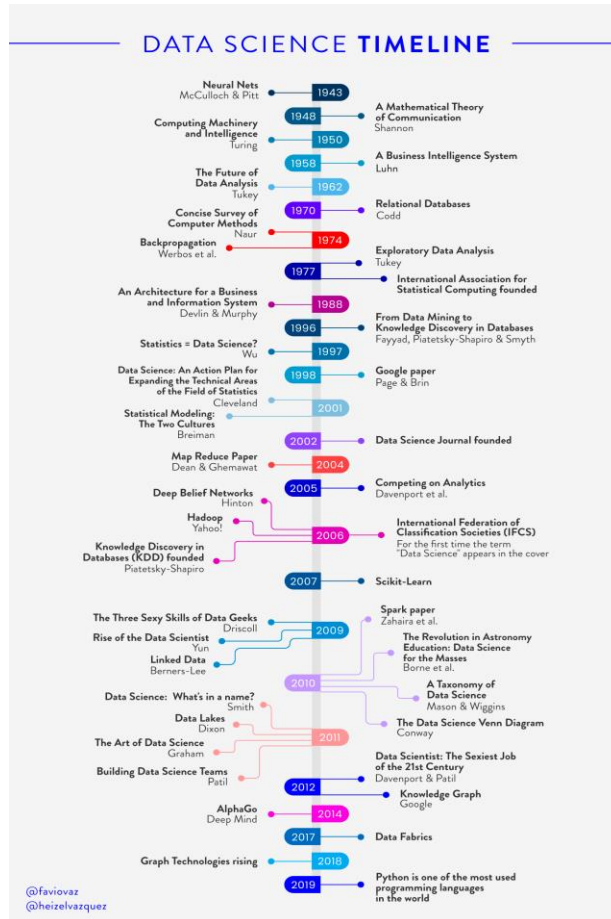 DATA SCIENCE TIMELINE
Neural Nets
McCulloch & Pitt
1943
1948
A Mathematical Theory
of Communication
Shannon
Computing Machinery
and Intelligence
Turing
1950
1958
A Business Intelligence System
Luhn
The Future of
Data Analysis
Tukey
1962
1970
Relational Databases
Codd
Concise Survey of
Computer Methods
Naur
Backpropagation
Werbos et al.
1974
1977
Exploratory Data Analysis
Tukey
International Association for
Statistical Computing founded
An Architecture for a Business
and Information System
Devlin & Murphy
1988
1996
From Data Mining to
Knowledge Discovery in Databases
Fayyad, Piatetsky-Shapiro & Smyth
Statistics = Data Science?
Wu
1997
1998
Google paper
Page & Brin
Data Science: An Action Plan for
Expanding the Technical Areas
of the Field of Statistics
Cleveland
Statistical Modeling:
The Two Cultures
Breiman
2001
2002
Data Science Journal founded
Map Reduce Paper
Dean & Ghemawat
2004
2005
Competing on Analytics
Davenport et al.
Deep Belief Networks
Hinton
Hadoop
Yahoo!
Knowledge Discovery in
Databases (KDD) founded
Piatetsky-Shapiro
2006
International Federation of
Classification Societies (IFCS)
For the first time the term
"Data Science" appears in the cover
2007
Scikit-Learn
The Three Sexy Skills of Data Geeks
Driscoll
Rise of the Data Scientist
Yun
Linked Data
Berners-Lee
2009
2010
Spark paper
Zahaira et al.
The Revolution in Astronomy
Education: Data Science
for the Masses
Borne et al.
A Taxonomy of
Data Science
Mason & Wiggins
The Data Science Venn Diagram
Conway
Data Science: What's in a name?
Smith
Data Lakes
Dixon
The Art of Data Science
Graham
Building Data Science Teams
Patil
2011
2012
Data Scientist: The Sexiest Job
of the 21st Century
Davenport & Patil
Knowledge Graph
Google
AlphaGo
Deep Mind
2014
2017
Data Fabrics
Graph Technologies rising
2018
2019
Python is one of the most used
programming languages
in the world
@faviovaz
@heizelvazquez